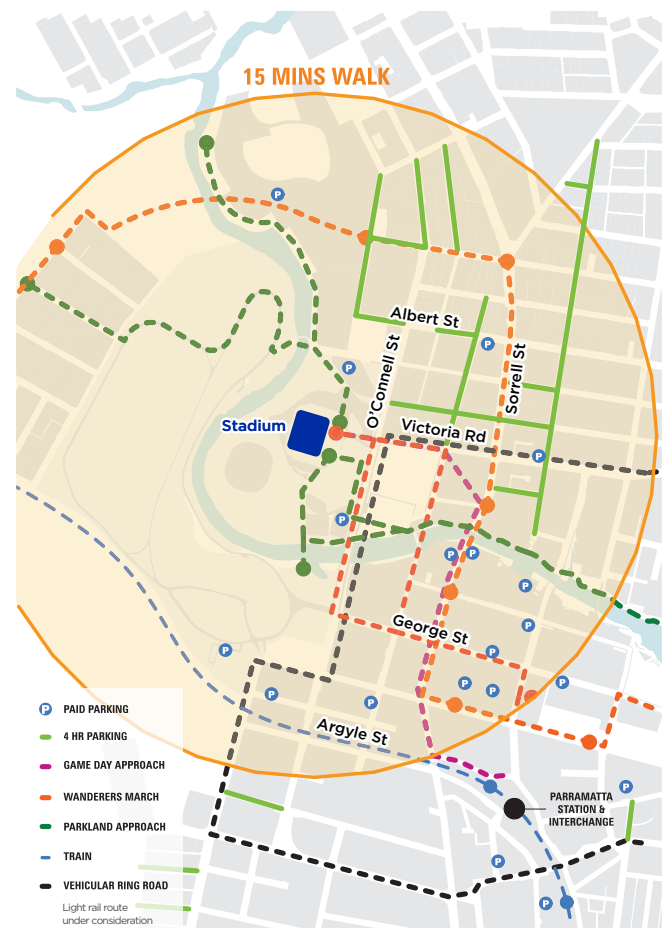 15 MINS WALK
P
Albert St
P
P
O'Connell St
Sorrell St
Stadium
Victoria Rd
P
P
P
P
P
P
George St
P
P
P
P
P
P
P
Argyle St
P PAID PARKING
4 HR PARKING
GAME DAY APPROACH
WANDERERS MARCH
PARKLAND APPROACH
TRAIN
VEHICULAR RING ROAD
Light rail route
under consideration
P
PARRAMATTA
STATION &
INTERCHANGE
P
P